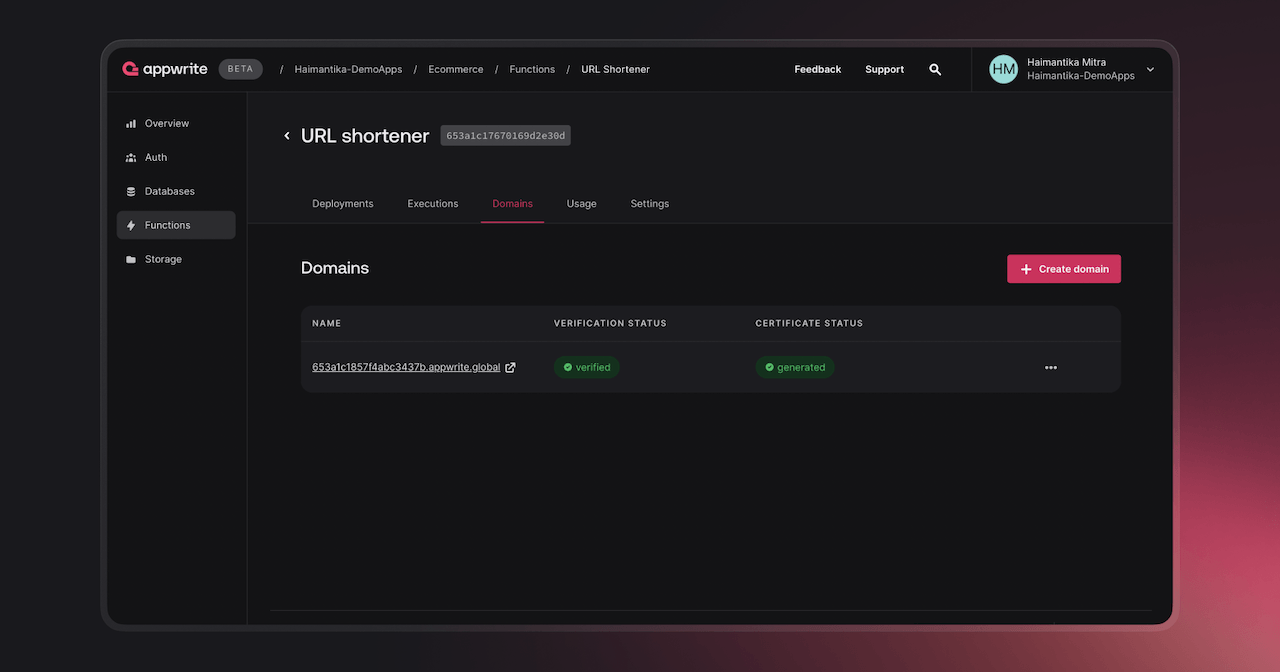 appwrite BETA / Haimantika-DemoApps / Ecommerce / Functions / URL Shortener Feedback Support HM Haimantika Mitra
Haimantika-DemoApps
Overview
Auth
Databases
Functions
Storage
URL shortener 653a1c17670169d2e30d
Deployments Executions Domains Usage Settings
Domains + Create domain
NAME VERIFICATION STATUS CERTIFICATE STATUS
653a1c1857f4abc3437b.appwrite.global verified generated